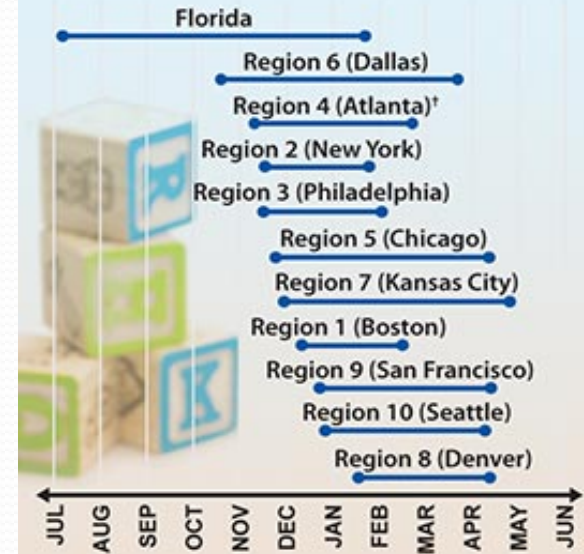 Florida
Region 6 (Dallas)
Region 4 (Atlanta)†
Region 2 (New York)
Region 3 (Philadelphia)
Region 5 (Chicago)
Region 7 (Kansas City)
Region 1 (Boston)
Region 9 (San Francisco)
Region 10 (Seattle)
Region 8 (Denver)
JUL AUG SEP OCT NOV DEC JAN FEB MAR APR MAY JUN
R
M